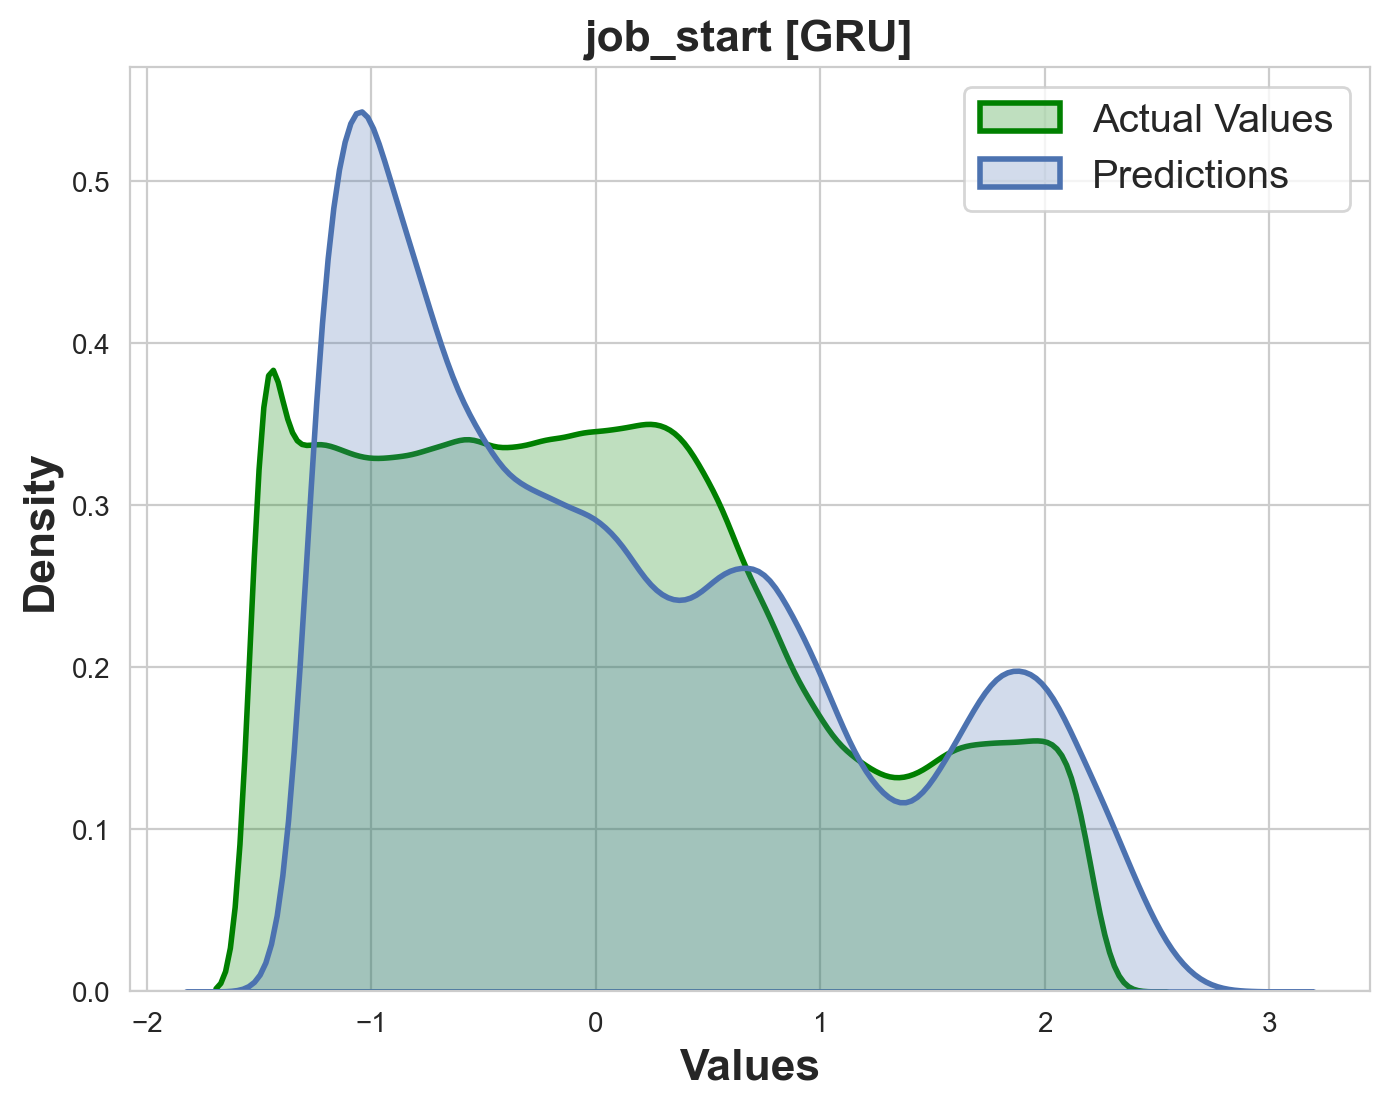 job_start [GRU]
Actual Values
Predictions
Density
0.5
0.4
0.3
0.2
0.1
0.0
−2 −1 0 1 2 3
Values